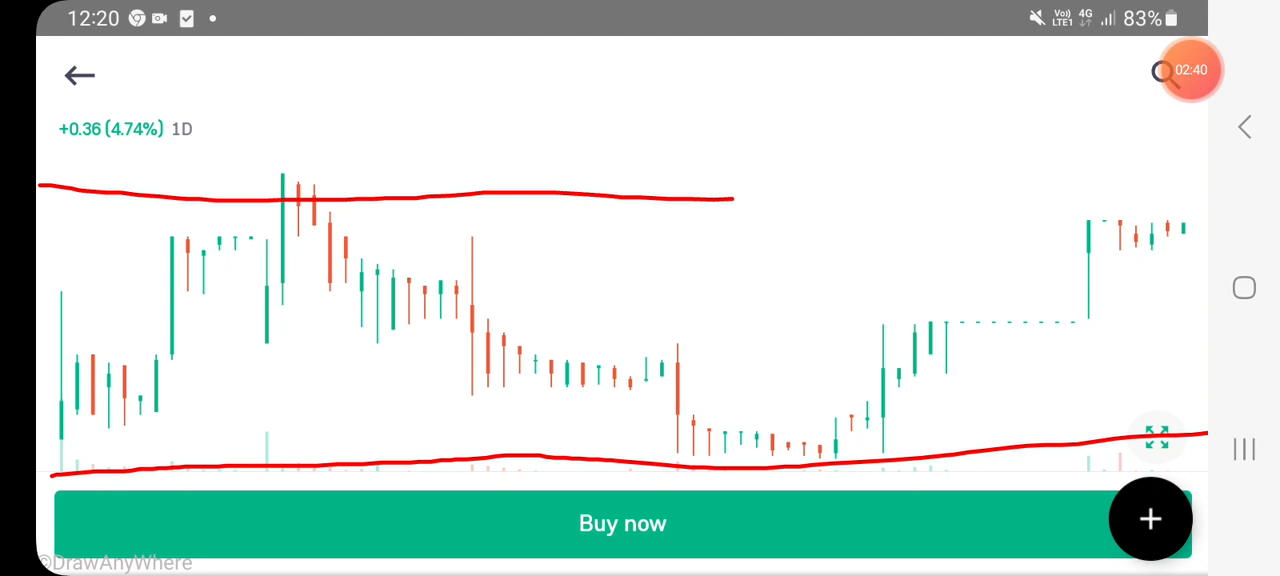 12:20
Vo)) 4G
LTE1
83%
02:40
+0.36 (4.74%) 1D
Buy now
©DrawAnyWhere